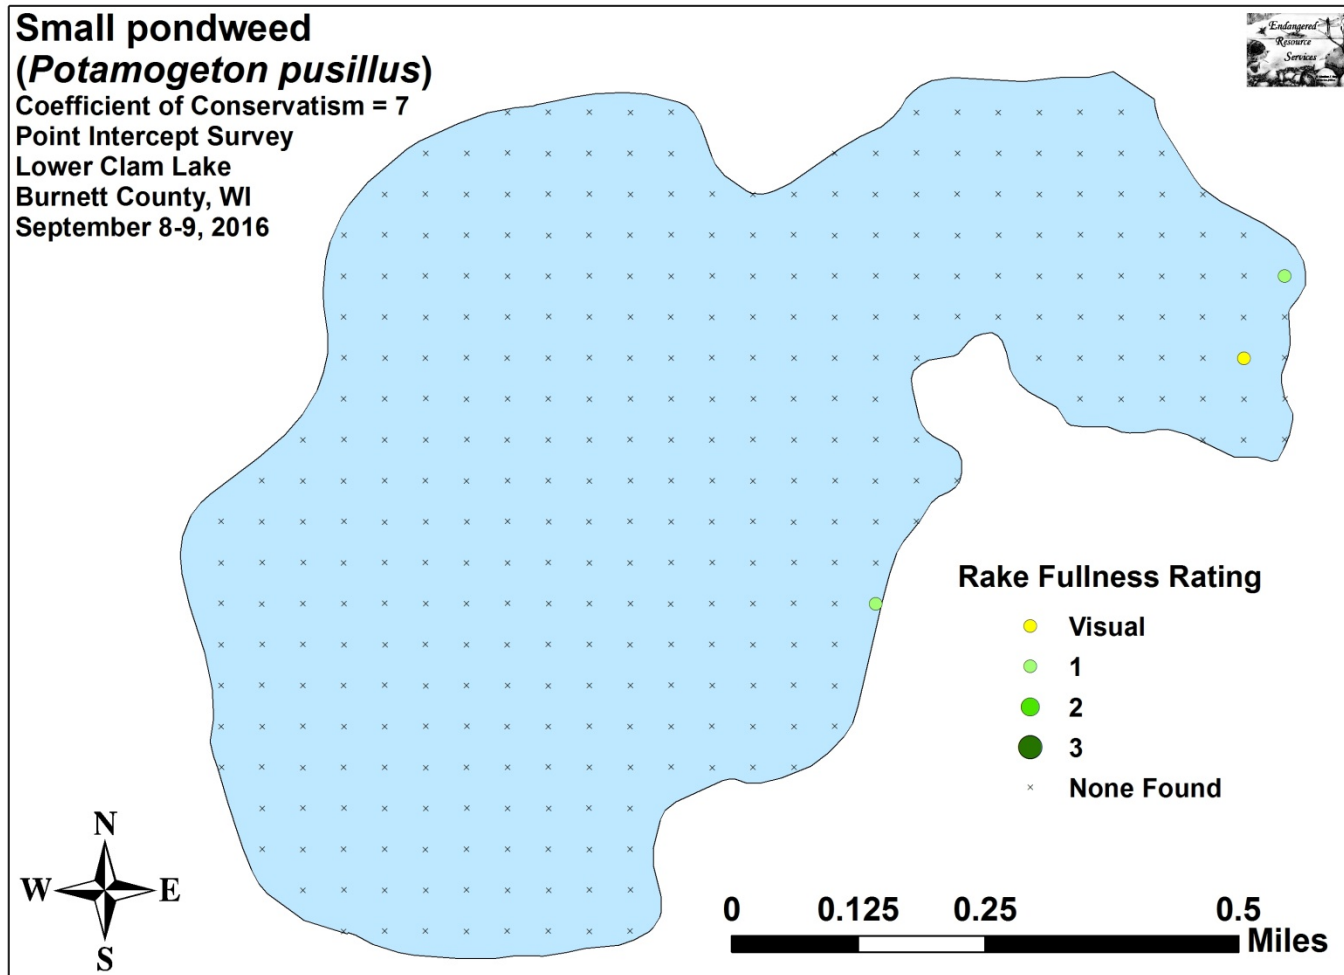 Small pondweed
(Potamogeton pusillus)
Coefficient of Conservatism = 7
Point Intercept Survey
Lower Clam Lake
Burnett County, WI
September 8-9, 2016
Endangered
Resource
Services
Rake Fullness Rating
Visual
1
2
3
None Found
N
W E
S
0 0.125 0.25 0.5
Miles